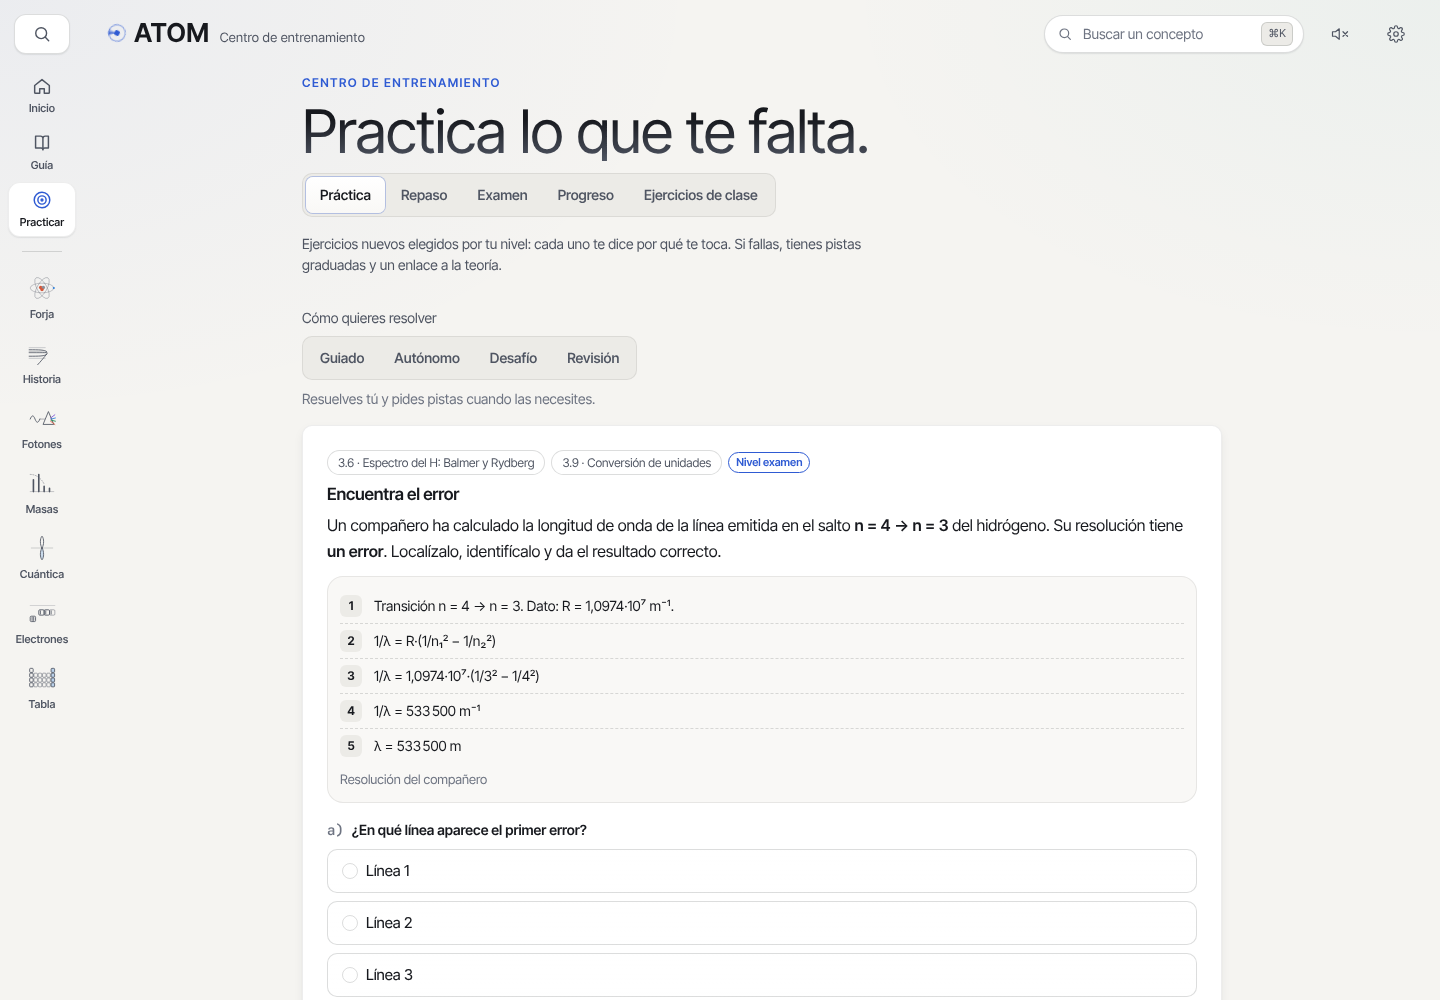 ATOM Centro de entrenamiento
Buscar un concepto ⌘K
Inicio
Guía
Practicar
Forja
Historia
Fotones
Masas
Cuántica
Electrones
Tabla
CENTRO DE ENTRENAMIENTO
Practica lo que te falta.
Práctica Repaso Examen Progreso Ejercicios de clase
Ejercicios nuevos elegidos por tu nivel: cada uno te dice por qué te toca. Si fallas, tienes pistas
graduadas y un enlace a la teoría.
Cómo quieres resolver
Guiado Autónomo Desafío Revisión
Resuelves tú y pides pistas cuando las necesites.
3.6 · Espectro del H: Balmer y Rydberg 3.9 · Conversión de unidades Nivel examen
Encuentra el error
Un compañero ha calculado la longitud de onda de la línea emitida en el salto n = 4 → n = 3 del hidrógeno. Su resolución tiene
un error. Localízalo, identifícalo y da el resultado correcto.
1 Transición n = 4 → n = 3. Dato: R = 1,0974·10⁷ m⁻¹.
2 1/λ = R·(1/n₁² − 1/n₂²)
3 1/λ = 1,0974·10⁷·(1/3² − 1/4²)
4 1/λ = 533 500 m⁻¹
5 λ = 533 500 m
Resolución del compañero
a) ¿En qué línea aparece el primer error?
Línea 1
Línea 2
Línea 3